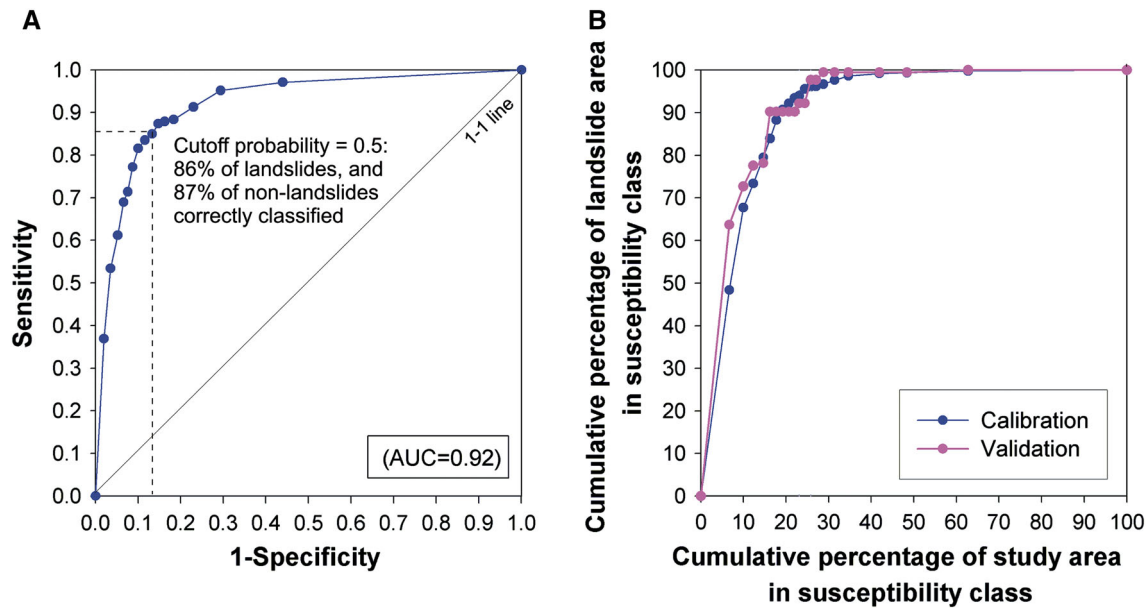 A
Sensitivity
1.0
0.9
0.8
0.7
0.6
0.5
0.4
0.3
0.2
0.1
0.0
Cutoff probability = 0.5:
86% of landslides, and
87% of non-landslides
correctly classified
1-1 line
(AUC=0.92)
0.0 0.1 0.2 0.3 0.4 0.5 0.6 0.7 0.8 0.9 1.0
1-Specificity
B
Cumulative percentage of landslide area
in susceptibility class
100
90
80
70
60
50
40
30
20
10
0
Calibration
Validation
0 10 20 30 40 50 60 70 80 90 100
Cumulative percentage of study area
in susceptibility class